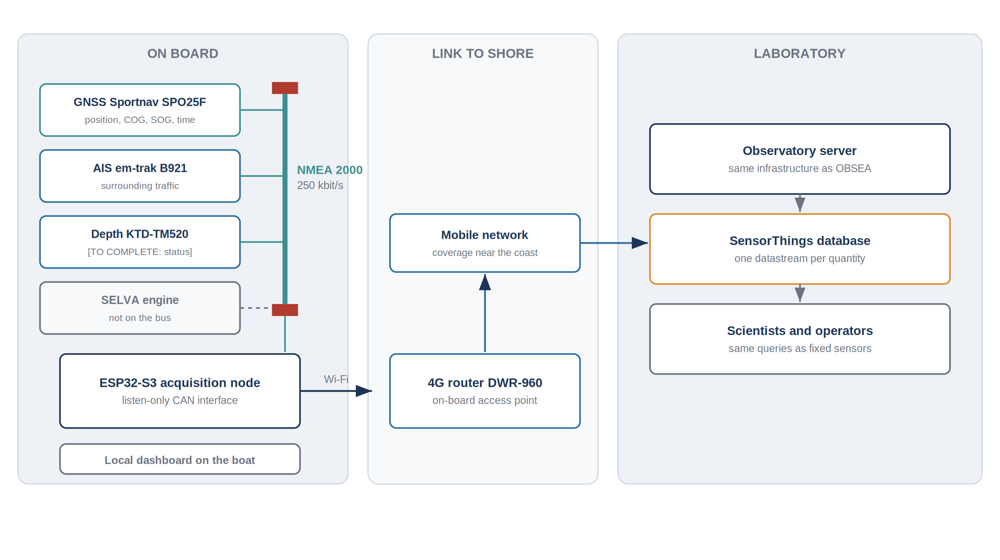 ON BOARD
GNSS Sportnav SPO25F
position, COG, SOG, time
AIS em-trak B921
surrounding traffic
NMEA 2000
250 kbit/s
Depth KTD-TM520
[TO COMPLETE: status]
SELVA engine
not on the bus
ESP32-S3 acquisition node
listen-only CAN interface
Wi-Fi
Local dashboard on the boat
LINK TO SHORE
Mobile network
coverage near the coast
4G router DWR-960
on-board access point
LABORATORY
Observatory server
same infrastructure as OBSEA
SensorThings database
one datastream per quantity
Scientists and operators
same queries as fixed sensors